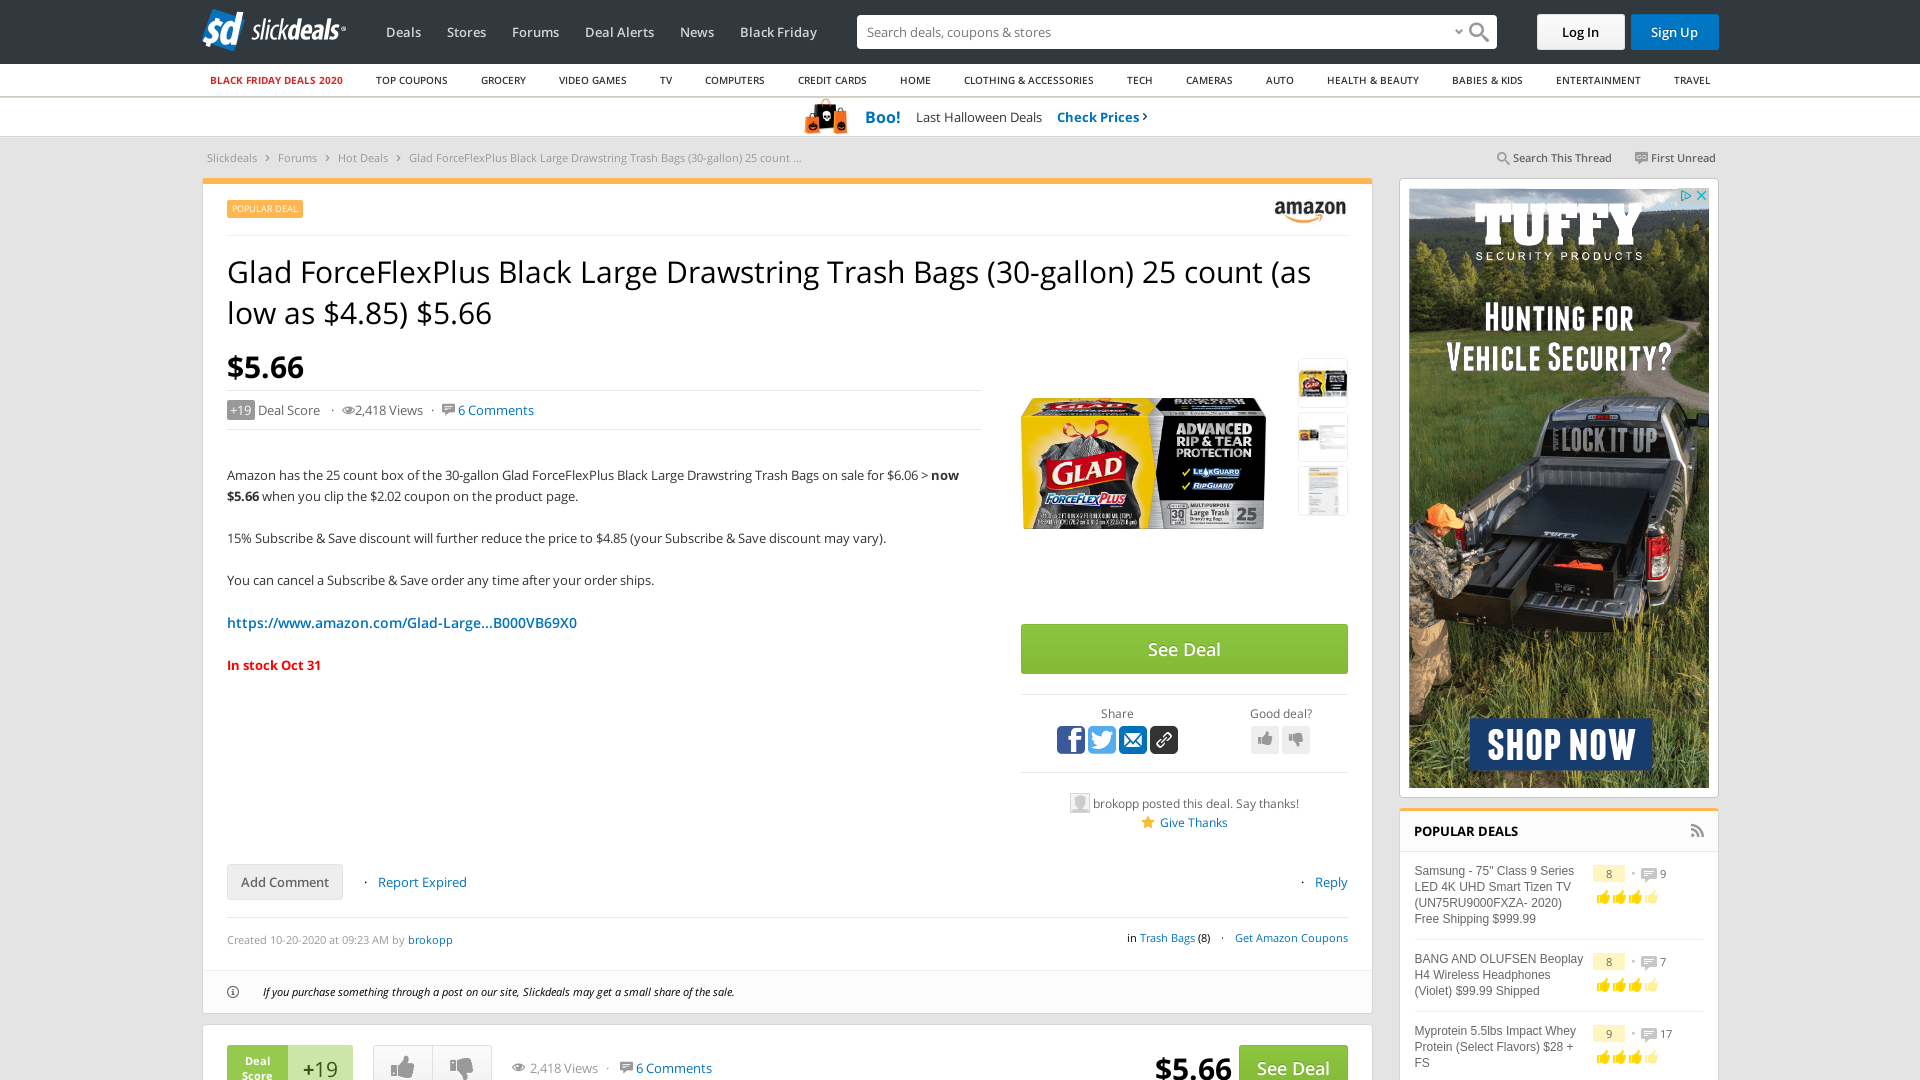 slickdeals
Deals
Stores
Forums
Deal Alerts
News
Black Friday
Search deals, coupons & stores
Log In
Sign Up
BLACK FRIDAY DEALS 2020
TOP COUPONS
GROCERY
VIDEO GAMES
TV
COMPUTERS
CREDIT CARDS
HOME
CLOTHING & ACCESSORIES
TECH
CAMERAS
AUTO
HEALTH & BEAUTY
BABIES & KIDS
ENTERTAINMENT
TRAVEL
Boo! Last Halloween Deals Check Prices
Slickdeals > Forums > Hot Deals > Glad ForceFlexPlus Black Large Drawstring Trash Bags (30-gallon) 25 count ...
Search This Thread
First Unread
POPULAR DEAL
amazon
Glad ForceFlexPlus Black Large Drawstring Trash Bags (30-gallon) 25 count (as
low as $4.85) $5.66
$5.66
+19 Deal Score · 2,418 Views · 6 Comments
Amazon has the 25 count box of the 30-gallon Glad ForceFlexPlus Black Large Drawstring Trash Bags on sale for $6.06 > now
$5.66 when you clip the $2.02 coupon on the product page.
15% Subscribe & Save discount will further reduce the price to $4.85 (your Subscribe & Save discount may vary).
You can cancel a Subscribe & Save order any time after your order ships.
https://www.amazon.com/Glad-Large...B000VB69X0
In stock Oct 31
GLAD
ADVANCED
RIP & TEAR
PROTECTION
LEAKGUARD
RIPGUARD
GLAD
FORCEFLEXPLUS
MULTIPURPOSE
30
Large Trash
25
See Deal
Share
Good deal?
brokopp posted this deal. Say thanks!
Give Thanks
Add Comment
· Report Expired
· Reply
Created 10-20-2020 at 09:23 AM by brokopp
in Trash Bags (8) · Get Amazon Coupons
If you purchase something through a post on our site, Slickdeals may get a small share of the sale.
Deal
Score
+19
2,418 Views · 6 Comments
$5.66
See Deal
TUFFY
SECURITY PRODUCTS
HUNTING FOR
VEHICLE SECURITY?
LOCK IT UP
TUFFY
SHOP NOW
POPULAR DEALS
Samsung - 75" Class 9 Series
LED 4K UHD Smart Tizen TV
(UN75RU9000FXZA- 2020)
Free Shipping $999.99
8 • 9
BANG AND OLUFSEN Beoplay
H4 Wireless Headphones
(Violet) $99.99 Shipped
8 • 7
Myprotein 5.5lbs Impact Whey
Protein (Select Flavors) $28 +
FS
9 • 17